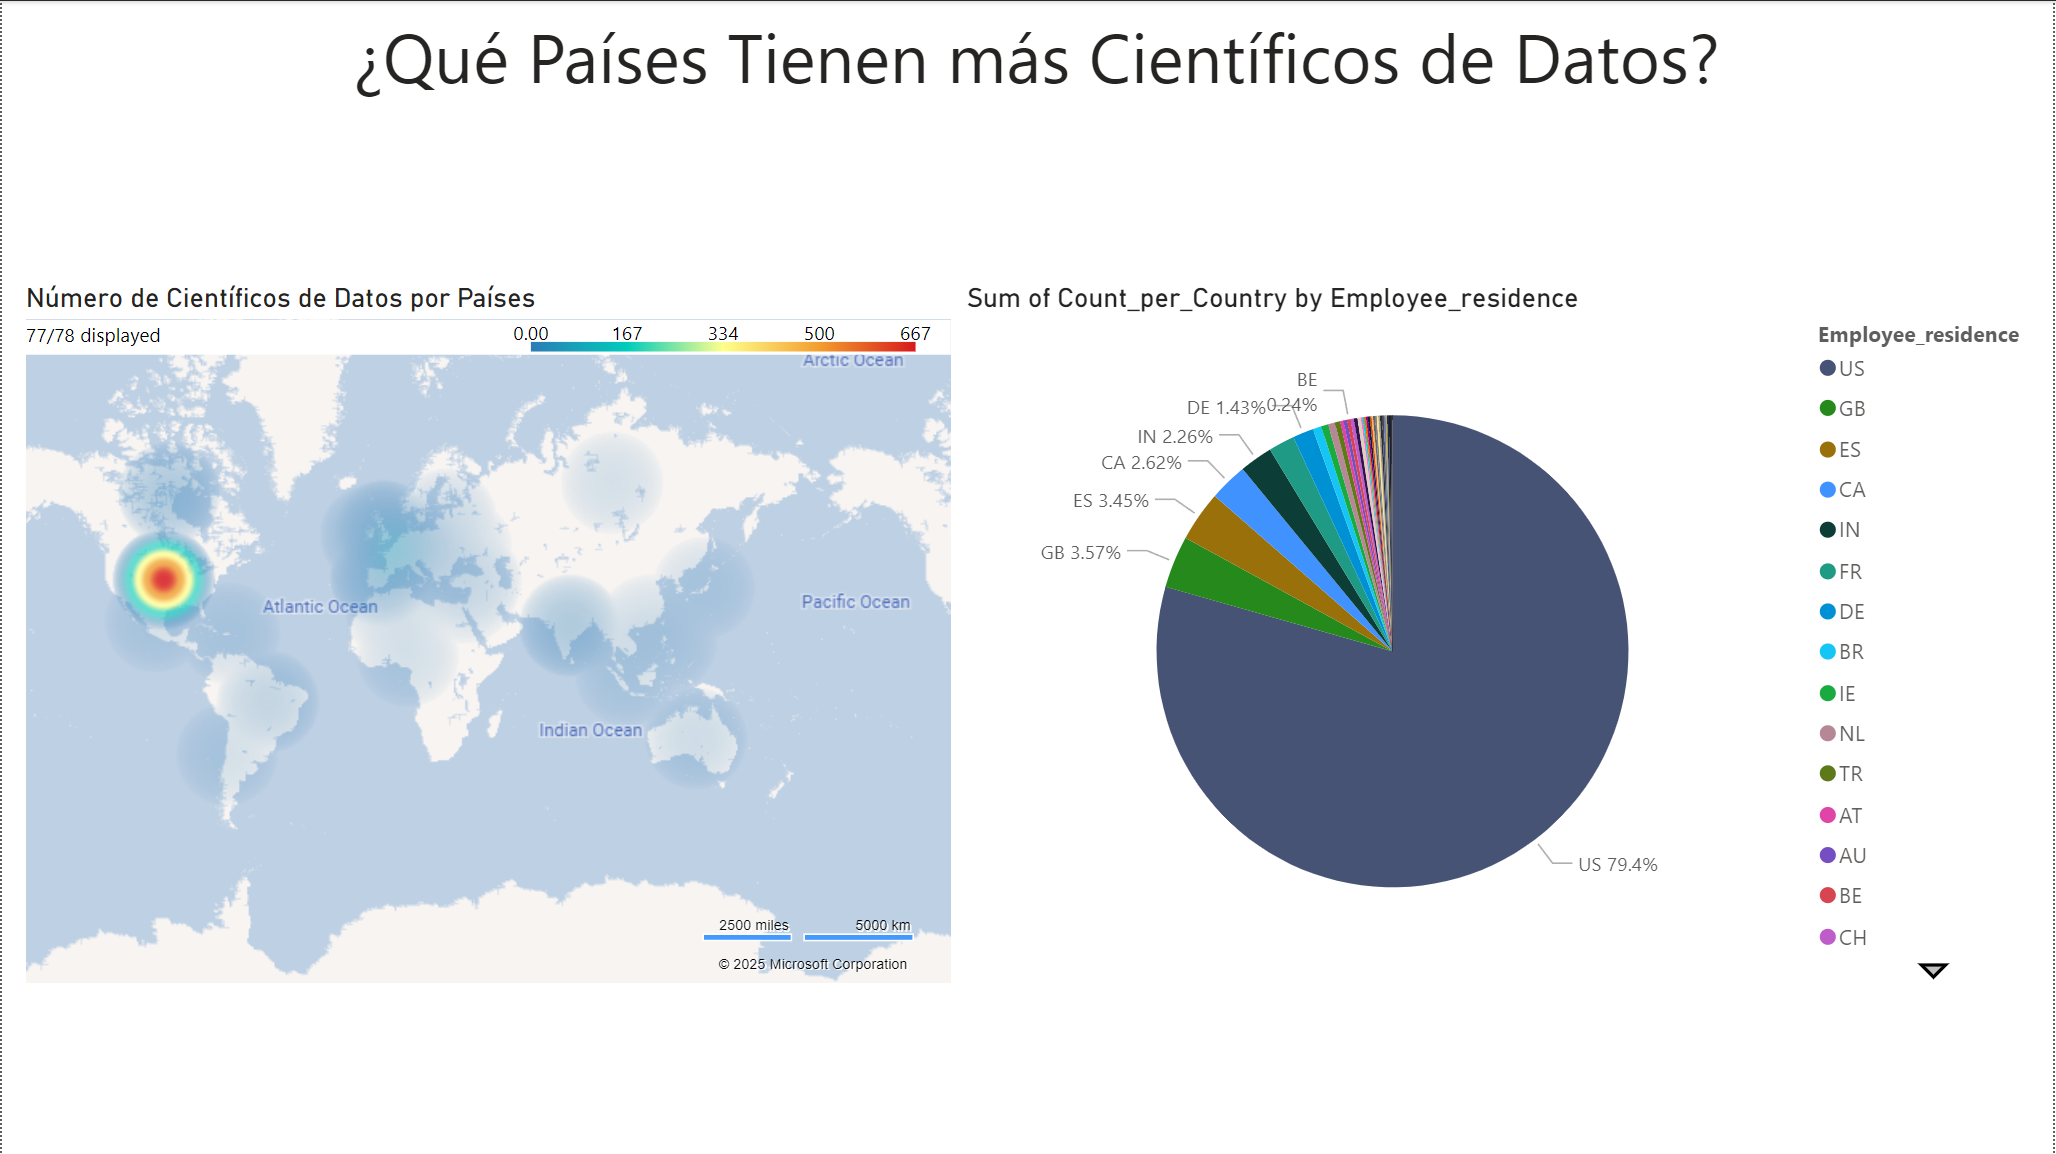 ¿Qué Países Tienen más Científicos de Datos?
Número de Científicos de Datos por Países
77/78 displayed
0.00 167 334 500 667
Arctic Ocean
Atlantic Ocean
Pacific Ocean
Indian Ocean
2500 miles 5000 km
© 2025 Microsoft Corporation
Sum of Count_per_Country by Employee_residence
BE
0.24%
DE 1.43%
IN 2.26%
CA 2.62%
ES 3.45%
GB 3.57%
US 79.4%
Employee_residence
US
GB
ES
CA
IN
FR
DE
BR
IE
NL
TR
AT
AU
BE
CH